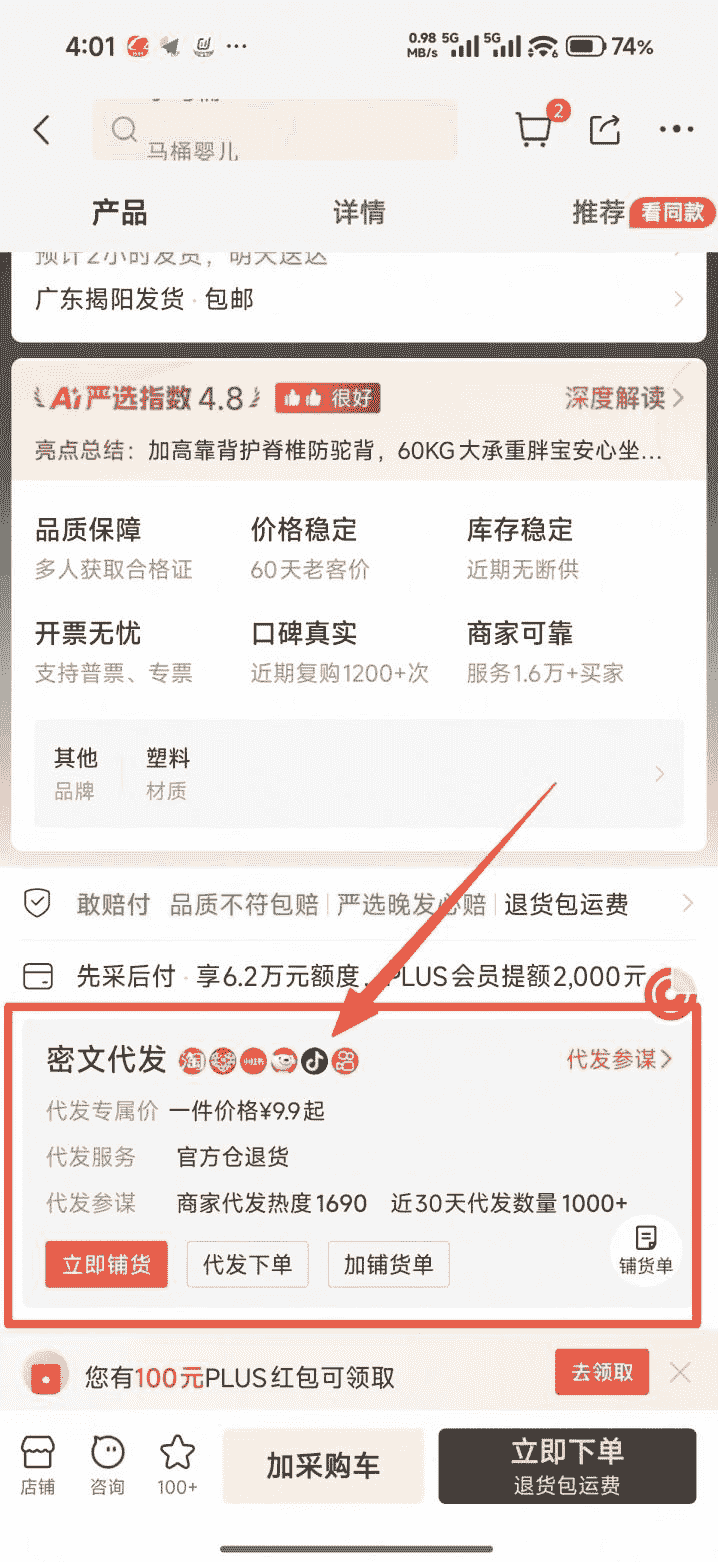 4:01
0.98 MB/s 5G 5G 74%
2
马桶婴儿
产品 详情 推荐 看同款
预计2小时发货，明天送达
广东揭阳发货 · 包邮
Ai严选指数 4.8 很好 深度解读
亮点总结：加高靠背护脊椎防驼背，60KG大承重胖宝安心坐...
品质保障 价格稳定 库存稳定
多人获取合格证 60天老客价 近期无断供
开票无忧 口碑真实 商家可靠
支持普票、专票 近期复购1200+次 服务1.6万+买家
其他 塑料
品牌 材质
敢赔付 品质不符包赔 严选晚发必赔 退货包运费
先采后付 · 享6.2万元额度，PLUS会员提额2,000元
密文代发 淘 小红书 代发参谋
代发专属价 一件价格¥9.9起
代发服务 官方仓退货
代发参谋 商家代发热度1690 近30天代发数量1000+
立即铺货 代发下单 加铺货单 铺货单
您有100元PLUS红包可领取 去领取
店铺 咨询 100+ 加采购车 立即下单
退货包运费